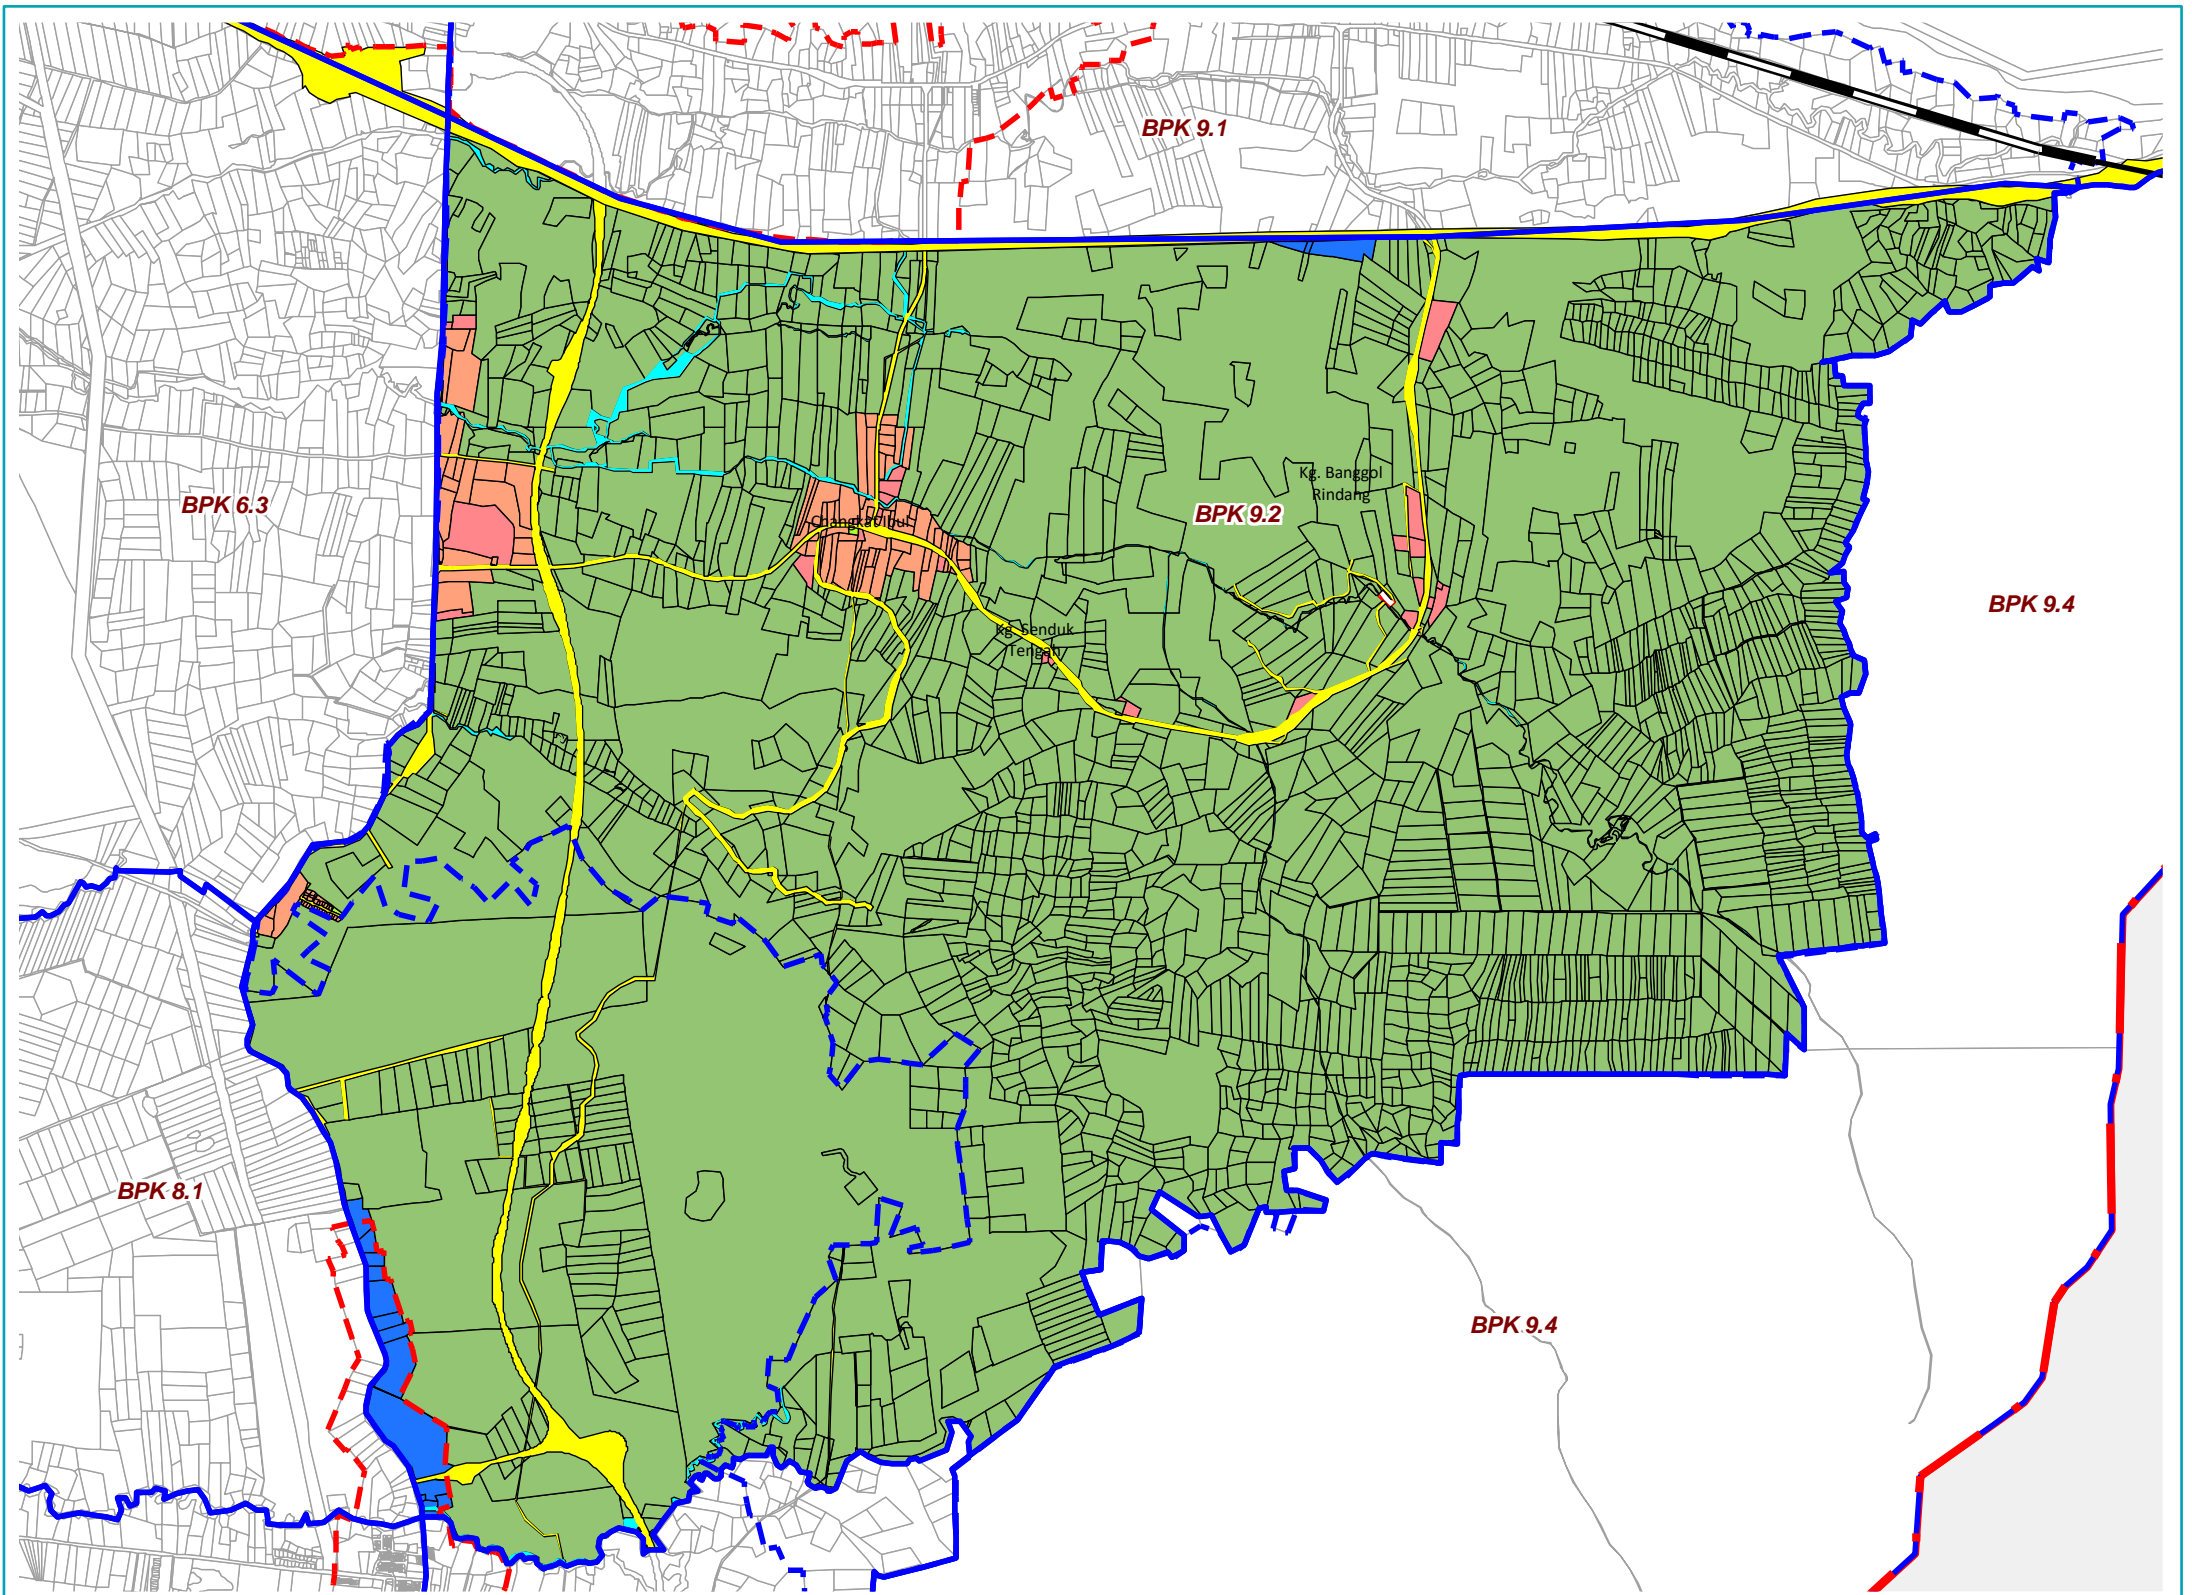 BPK 9.1
Kg. Banggol
Rindang
BPK 6.3
BPK 9.2
Changkat Ibul
BPK 9.4
Kg. Senduk
Tengah
BPK 8.1
BPK 9.4